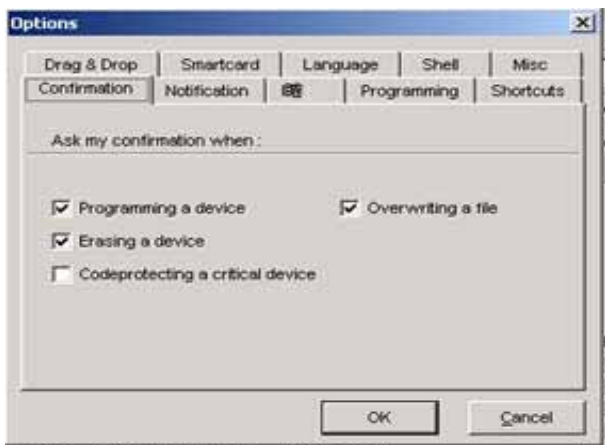 Options
Drag & Drop Smartcard Language Shell Misc
Confirmation Notification Programming Shortcuts
Ask my confirmation when :
Programming a device Overwriting a file
Erasing a device
Codeprotecting a critical device
OK Cancel